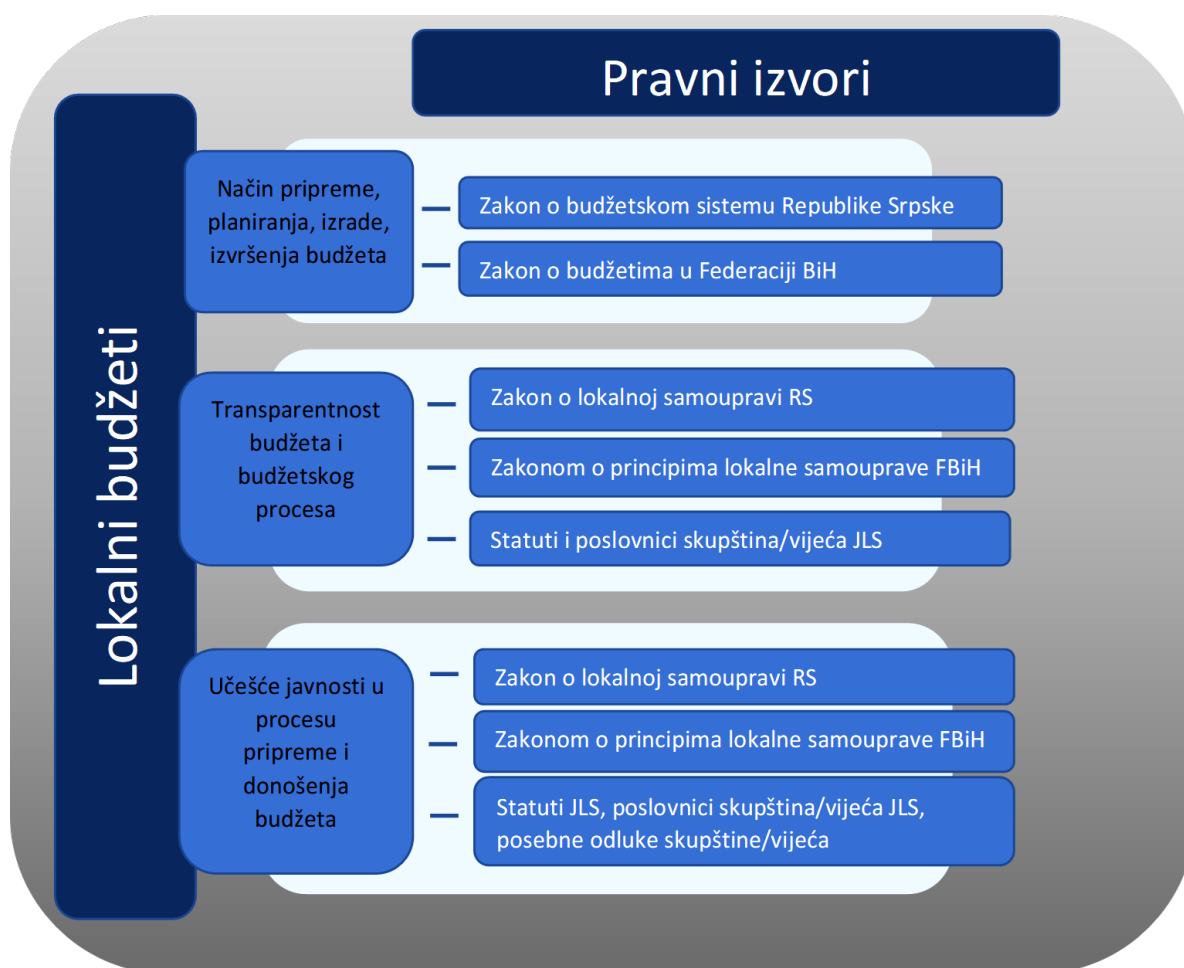 Pravni izvori
Lokalni budžeti
Način pripreme,
planiranja, izrade,
izvršenja budžeta
Zakon o budžetskom sistemu Republike Srpske
Zakon o budžetima u Federaciji BiH
Transparentnost
budžeta i
budžetskog
procesa
Zakon o lokalnoj samoupravi RS
Zakonom o principima lokalne samouprave FBiH
Statuti i poslovnici skupština/vijeća JLS
Učešće javnosti u
procesu
pripreme i
donošenja
budžeta
Zakon o lokalnoj samoupravi RS
Zakonom o principima lokalne samouprave FBiH
Statuti JLS, poslovnici skupština/vijeća JLS,
posebne odluke skupštine/vijeća